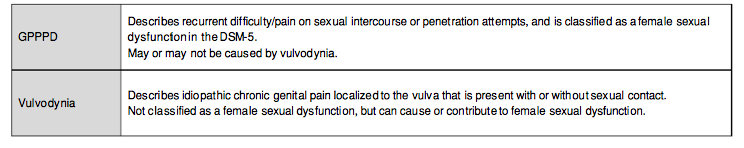 GPPPD
Describes recurrent difficulty/pain on sexual intercourse or penetration attempts, and is classified as a female sexual
dysfunction in the DSM-5.
May or may not be caused by vulvodynia.
Vulvodynia
Describes idiopathic chronic genital pain localized to the vulva that is present with or without sexual contact.
Not classified as a female sexual dysfunction, but can cause or contribute to female sexual dysfunction.